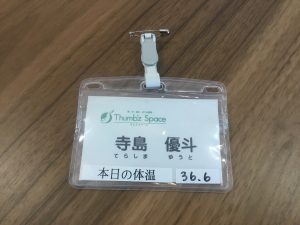 Thumb'z Space
寺島 優斗
てらしま ゆうと
本日の体温 36.6